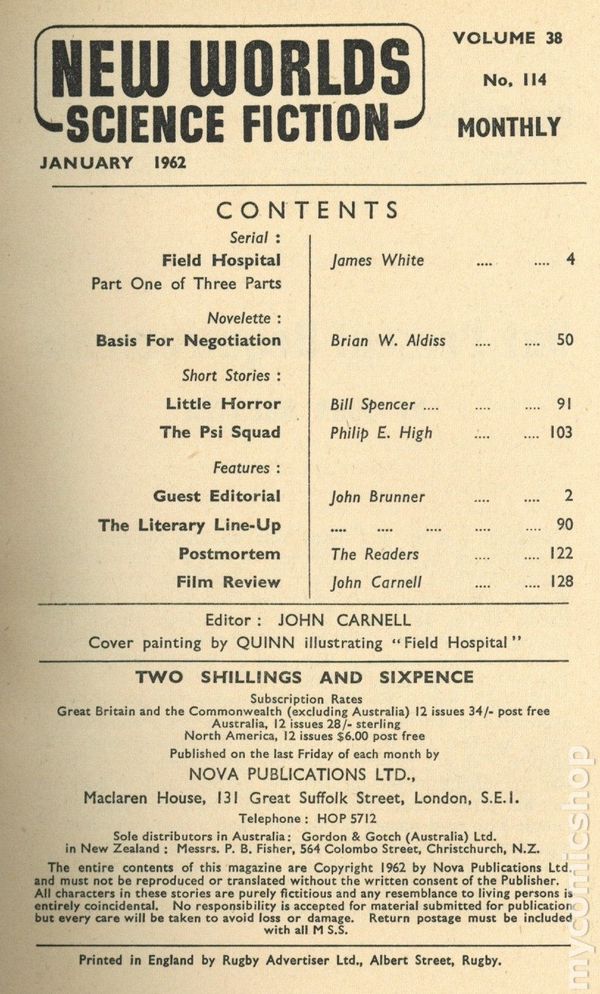 NEW WORLDS
SCIENCE FICTION
VOLUME 38
No. 114
MONTHLY
JANUARY 1962
CONTENTS
Serial :
Field Hospital James White .... .... 4
Part One of Three Parts
Novelette :
Basis For Negotiation Brian W. Aldiss .... .... 50
Short Stories :
Little Horror Bill Spencer .... .... .... 91
The Psi Squad Philip E. High .... .... 103
Features :
Guest Editorial John Brunner .... .... 2
The Literary Line-Up .... .... .... .... .... 90
Postmortem The Readers .... .... 122
Film Review John Carnell .... .... 128
Editor : JOHN CARNELL
Cover painting by QUINN illustrating "Field Hospital"
TWO SHILLINGS AND SIXPENCE
Subscription Rates
Great Britain and the Commonwealth (excluding Australia) 12 issues 34/- post free
Australia, 12 issues 28/- sterling
North America, 12 issues $6.00 post free
Published on the last Friday of each month by
NOVA PUBLICATIONS LTD.,
Maclaren House, 131 Great Suffolk Street, London, S.E.1.
Telephone : HOP 5712
Sole distributors in Australia : Gordon & Gotch (Australia) Ltd.
in New Zealand : Messrs. P. B. Fisher, 564 Colombo Street, Christchurch, N.Z.
The entire contents of this magazine are Copyright 1962 by Nova Publications Ltd.
and must not be reproduced or translated without the written consent of the Publisher.
All characters in these stories are purely fictitious and any resemblance to living persons is
entirely coincidental. No responsibility is accepted for material submitted for publication
but every care will be taken to avoid loss or damage. Return postage must be included
with all M S S.
Printed in England by Rugby Advertiser Ltd., Albert Street, Rugby.
mycomicshop